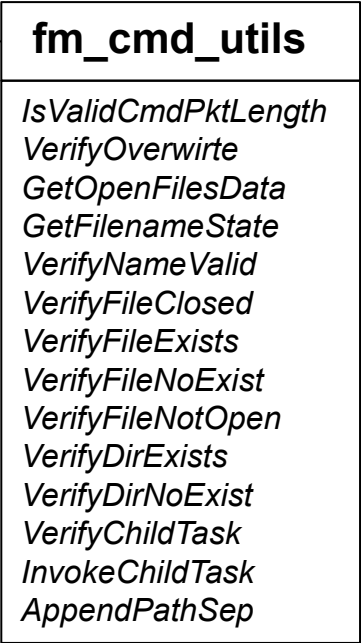 fm_cmd_utils
IsValidCmdPktLength
VerifyOverwirte
GetOpenFilesData
GetFilenameState
VerifyNameValid
VerifyFileClosed
VerifyFileExists
VerifyFileNoExist
VerifyFileNotOpen
VerifyDirExists
VerifyDirNoExist
VerifyChildTask
InvokeChildTask
AppendPathSep